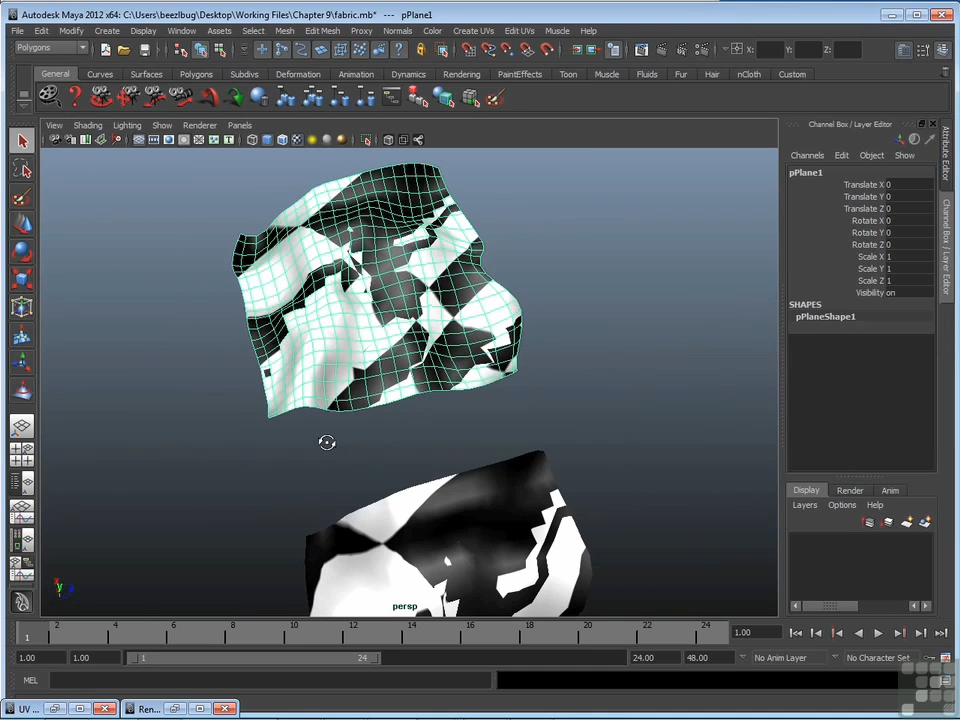 Autodesk Maya 2012 x64: C:\Users\beezlbug\Desktop\Working Files\Chapter 9\fabric.mb* --- pPlane1
File Edit Modify Create Display Window Assets Select Mesh Edit Mesh Proxy Normals Color Create UVs Edit UVs Muscle Help
Polygons X: Y: Z:
General Curves Surfaces Polygons Subdivs Deformation Animation Dynamics Rendering PaintEffects Toon Muscle Fluids Fur Hair nCloth Custom
View Shading Lighting Show Renderer Panels
Channel Box / Layer Editor
Channels Edit Object Show
pPlane1
Translate X 0
Translate Y 0
Translate Z 0
Rotate X 0
Rotate Y 0
Rotate Z 0
Scale X 1
Scale Y 1
Scale Z 1
Visibility on
SHAPES
pPlaneShape1
Attribute Editor
Channel Box / Layer Editor
Display Render Anim
Layers Options Help
y
persp
1 2 4 6 8 10 12 14 16 18 20 22 24 1.00
1.00 1.00 1 24 24.00 48.00 No Anim Layer No Character Set
MEL
UV ... Ren...